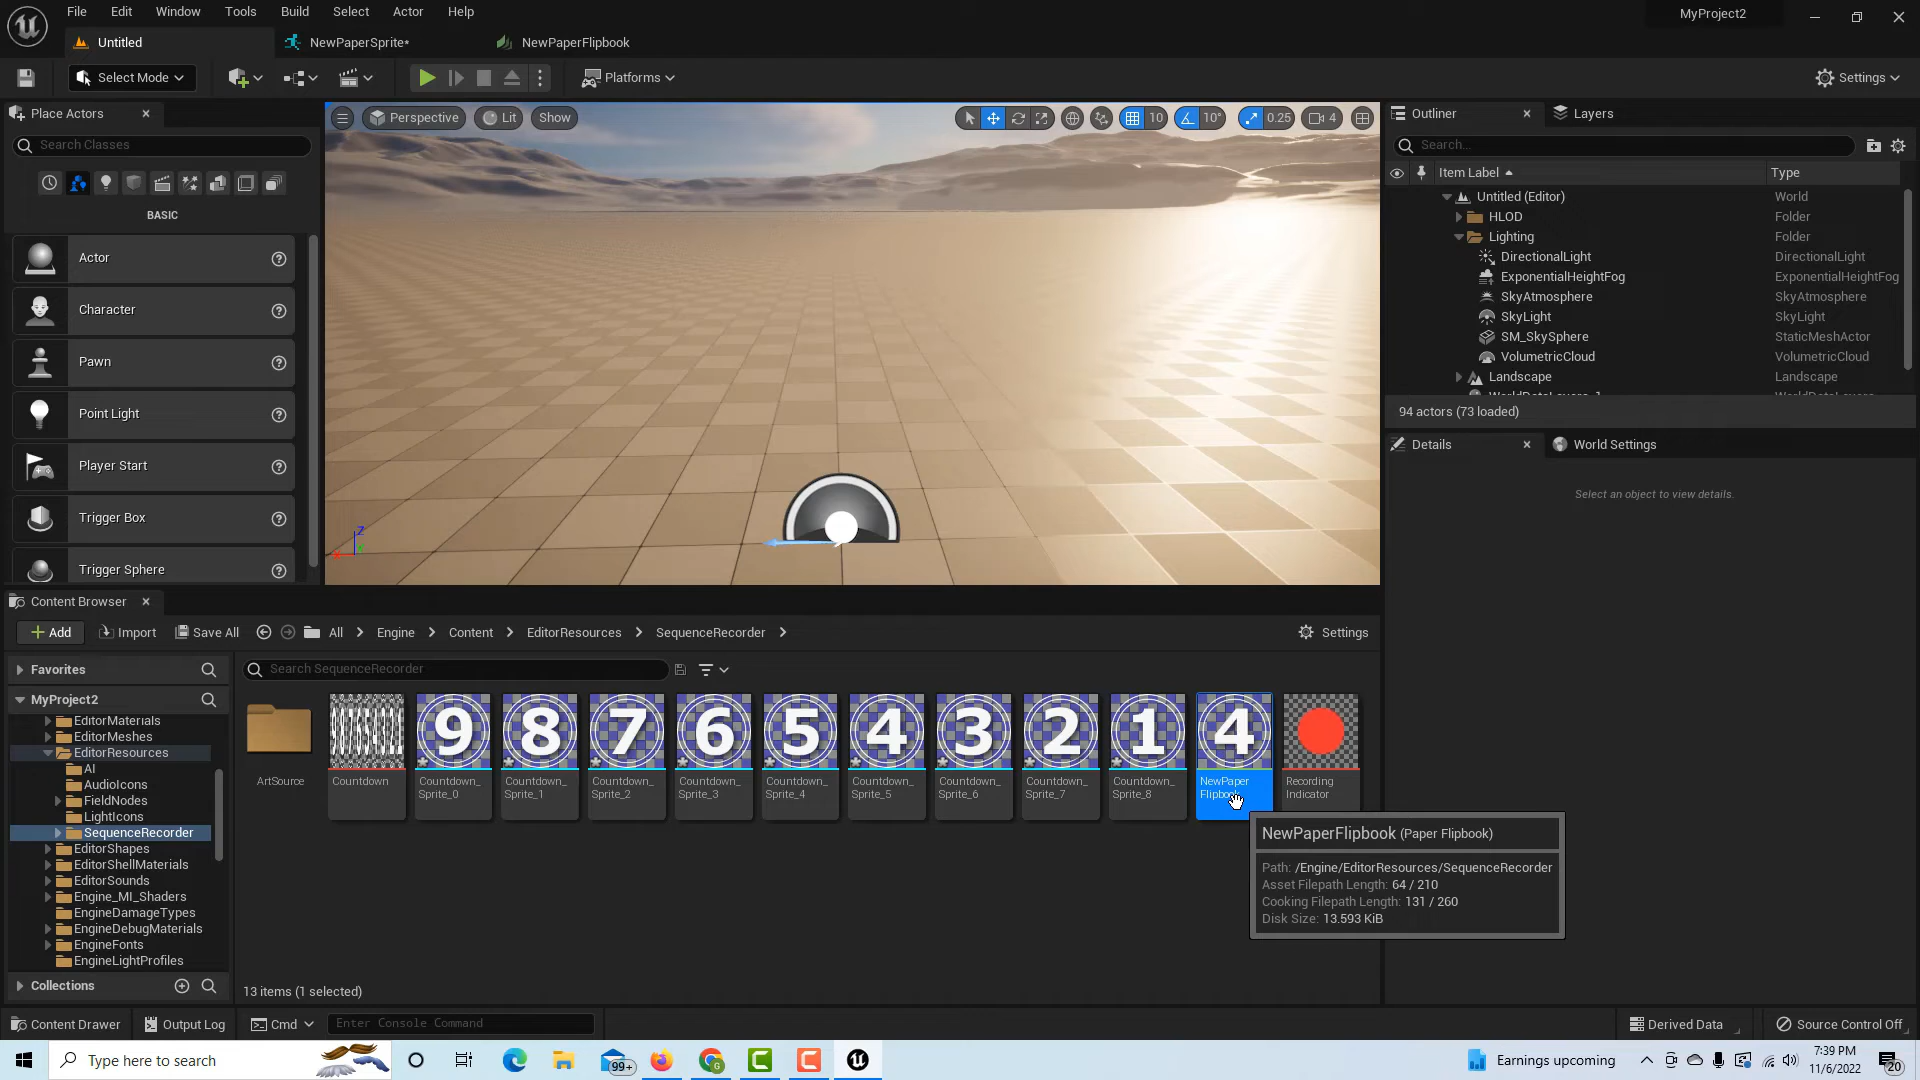 File Edit Window Tools Build Select Actor Help
MyProject2
Untitled
NewPaperSprite*
NewPaperFlipbook
Select Mode
Platforms
Settings
Place Actors
Search Classes
BASIC
Actor
Character
Pawn
Point Light
Player Start
Trigger Box
Trigger Sphere
Perspective
Lit
Show
10
10°
0.25
4
Z
Outliner
Layers
Search...
Item Label
Type
Untitled (Editor) World
HLOD Folder
Lighting Folder
DirectionalLight DirectionalLight
ExponentialHeightFog ExponentialHeightFog
SkyAtmosphere SkyAtmosphere
SkyLight SkyLight
SM_SkySphere StaticMeshActor
VolumetricCloud VolumetricCloud
Landscape Landscape
94 actors (73 loaded)
Details
World Settings
Select an object to view details.
Content Browser
Add
Import
Save All
All
Engine
Content
EditorResources
SequenceRecorder
Settings
Favorites
Search SequenceRecorder
MyProject2
EditorMaterials
EditorMeshes
EditorResources
AI
AudioIcons
FieldNodes
LightIcons
SequenceRecorder
EditorShapes
EditorShellMaterials
EditorSounds
Engine_MI_Shaders
EngineDamageTypes
EngineDebugMaterials
EngineFonts
EngineLightProfiles
Collections
9 8 7 6 5 4 3 2 1 4
ArtSource
Countdown
Countdown_
Sprite_0
Countdown_
Sprite_1
Countdown_
Sprite_2
Countdown_
Sprite_3
Countdown_
Sprite_4
Countdown_
Sprite_5
Countdown_
Sprite_6
Countdown_
Sprite_7
Countdown_
Sprite_8
NewPaper
Flipbook
Recording
Indicator
NewPaperFlipbook (Paper Flipbook)
Path: /Engine/EditorResources/SequenceRecorder
Asset Filepath Length: 64 / 210
Cooking Filepath Length: 131 / 260
Disk Size: 13.593 KiB
13 items (1 selected)
Content Drawer
Output Log
Cmd
Enter Console Command
Derived Data
Source Control Off
Type here to search
99+
Earnings upcoming
7:39 PM
11/6/2022
20